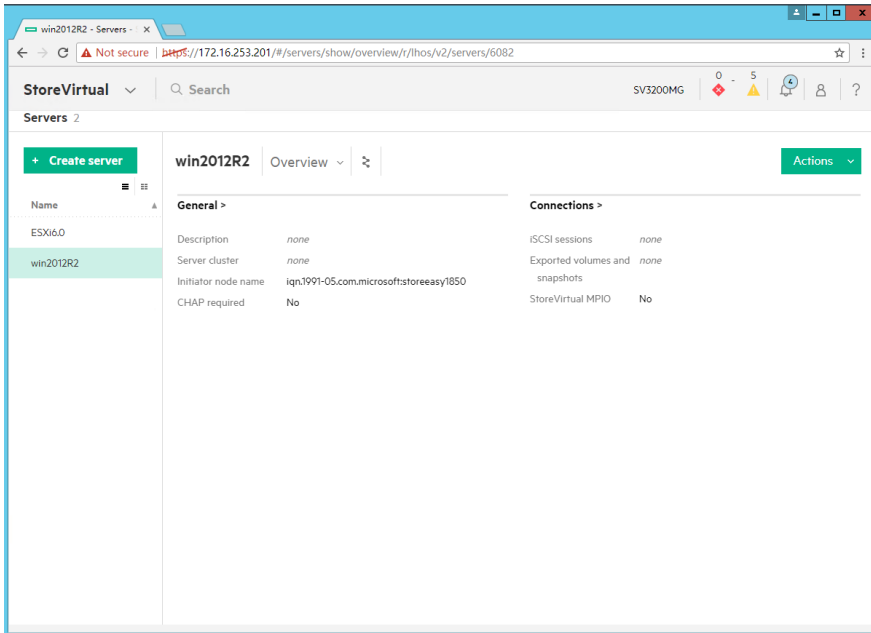 win2012R2 - Servers -
Not secure | https://172.16.253.201/#/servers/show/overview/r/lhos/v2/servers/6082
StoreVirtual
Search
SV3200MG
0 - 5
4
?
Servers 2
+ Create server
win2012R2
Overview
Actions
Name
ESXi6.0
win2012R2
General >
Description none
Server cluster none
Initiator node name iqn.1991-05.com.microsoft:storeeasy1850
CHAP required No
Connections >
iSCSI sessions none
Exported volumes and none
snapshots
StoreVirtual MPIO No